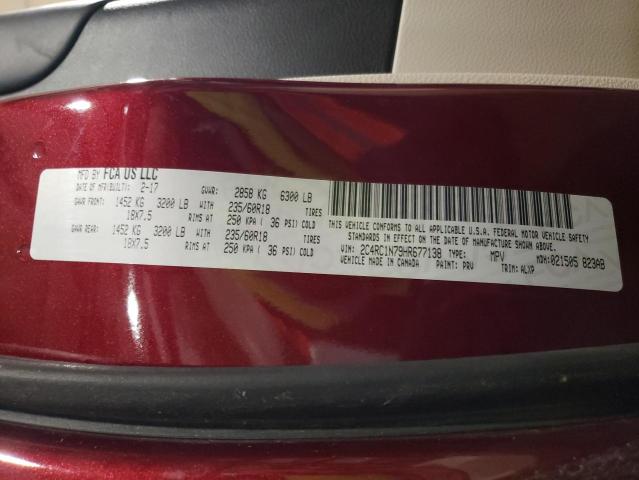 MFD BY FCA US LLC
DATE OF MFR(BUILT): 2-17 GVWR: 2858 KG 6300 LB
GAWR FRONT: 1452 KG 3200 LB WITH 235/60R18 TIRES
18X7.5 RIMS AT 250 KPA ( 36 PSI) COLD
GAWR REAR: 1452 KG 3200 LB WITH 235/60R18 TIRES
18X7.5 RIMS AT 250 KPA ( 36 PSI) COLD
THIS VEHICLE CONFORMS TO ALL APPLICABLE U.S.A. FEDERAL MOTOR VEHICLE SAFETY
STANDARDS IN EFFECT ON THE DATE OF MANUFACTURE SHOWN ABOVE.
VIN: 2C4RC1N79HR677138 TYPE: MPV MDH:021505 823AB
VEHICLE MADE IN CANADA PAINT: PRV TRIM: ALXP